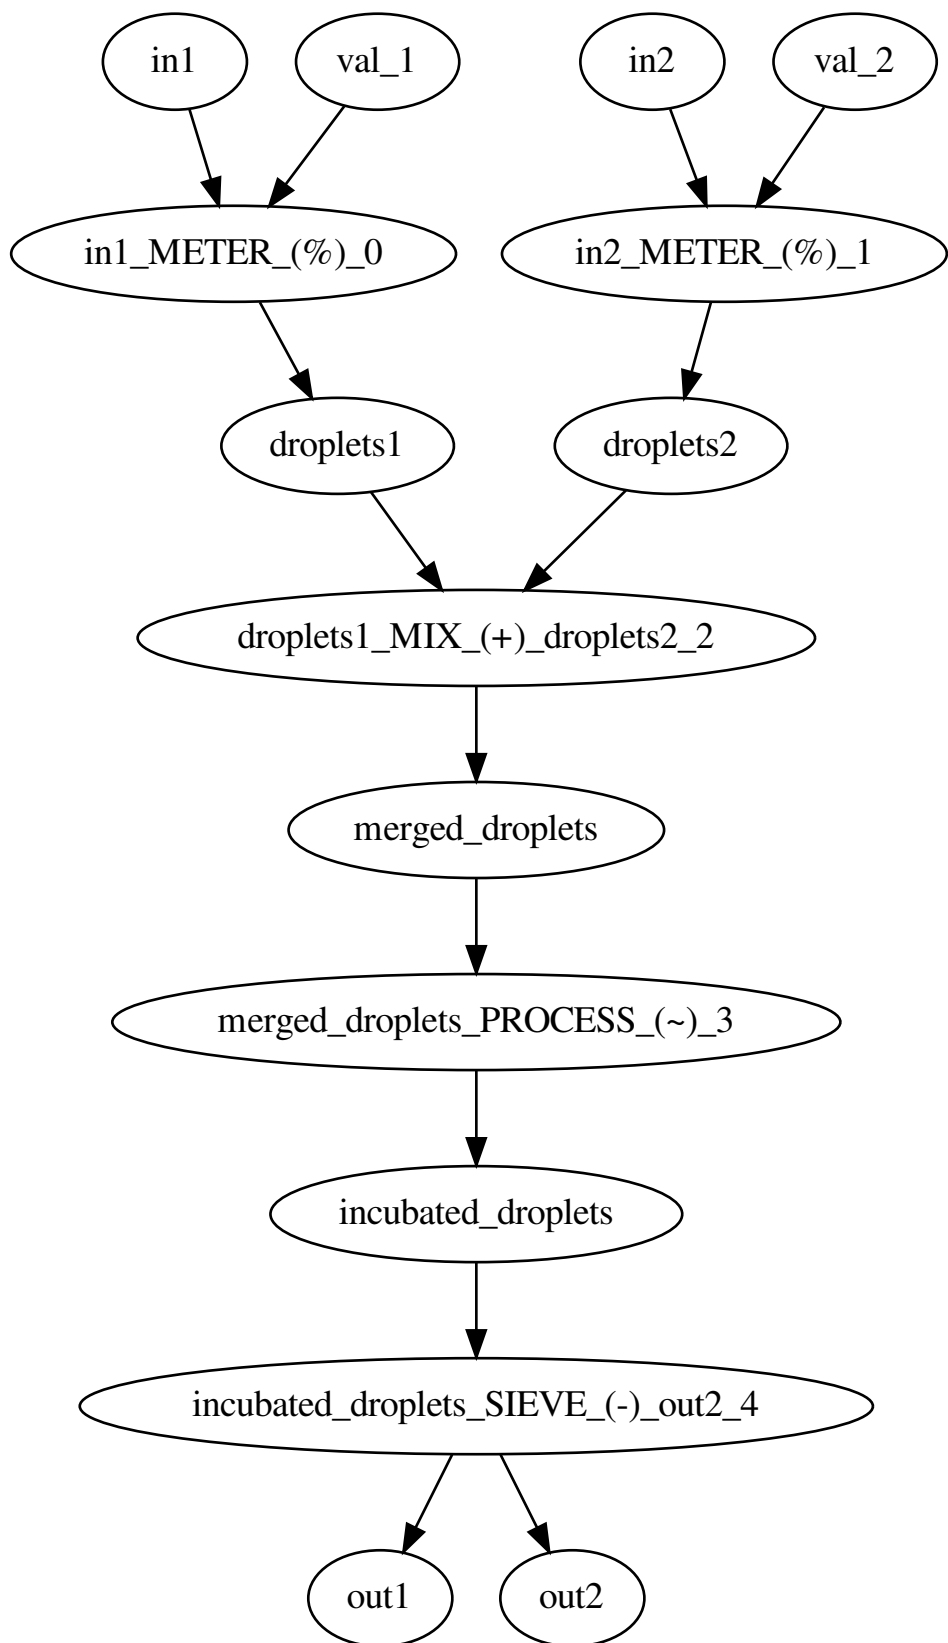 in1
val_1
in2
val_2
in1_METER_(%)_0
in2_METER_(%)_1
droplets1
droplets2
droplets1_MIX_(+)_droplets2_2
merged_droplets
merged_droplets_PROCESS_(~)_3
incubated_droplets
incubated_droplets_SIEVE_(-)_out2_4
out1
out2